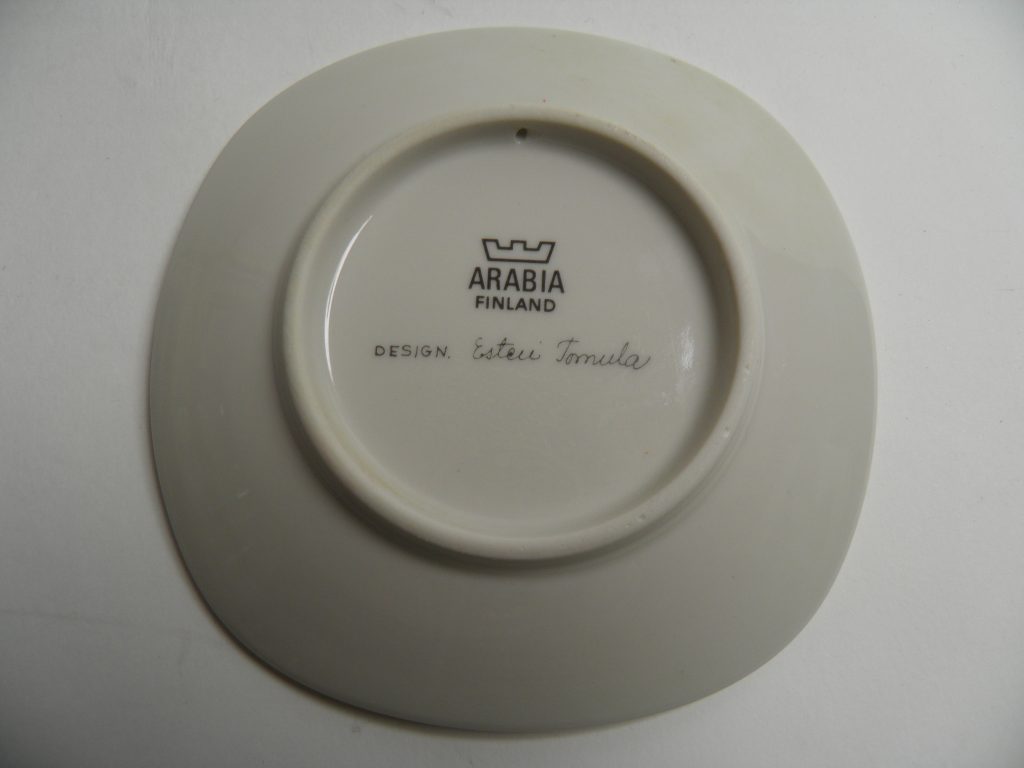 ARABIA
FINLAND
DESIGN. Esteri Tomula